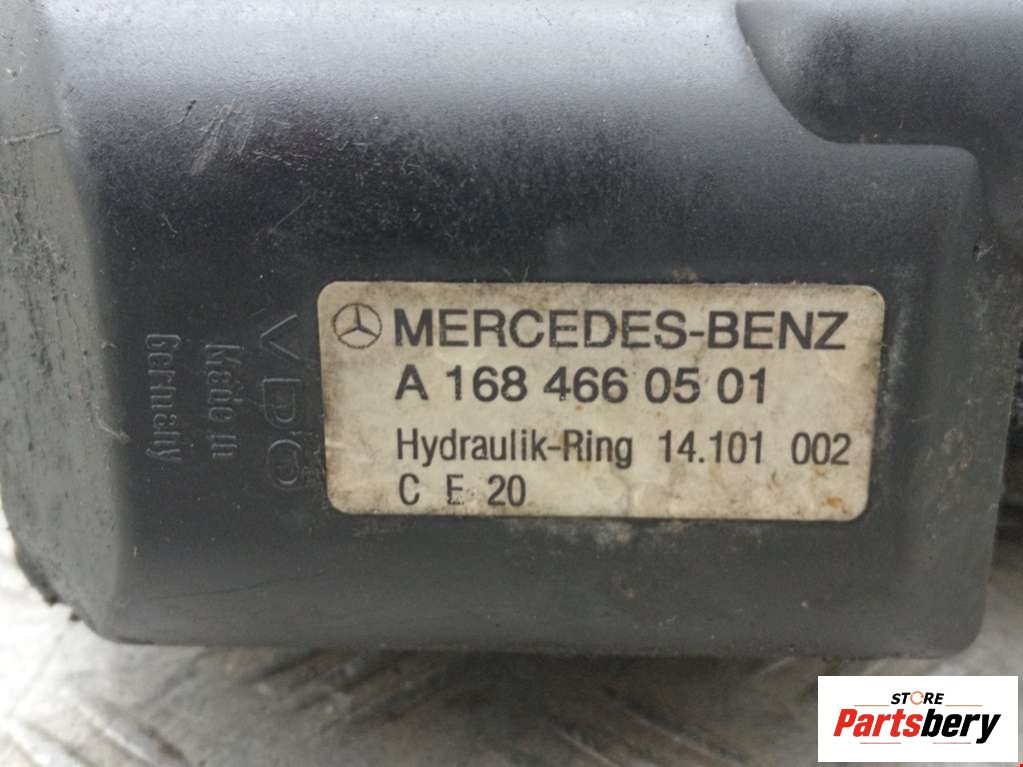 MERCEDES-BENZ
A 168 466 05 01
Hydraulik-Ring 14.101 002
C E 20
VDO
Made in
Germany
STORE
Partsbery